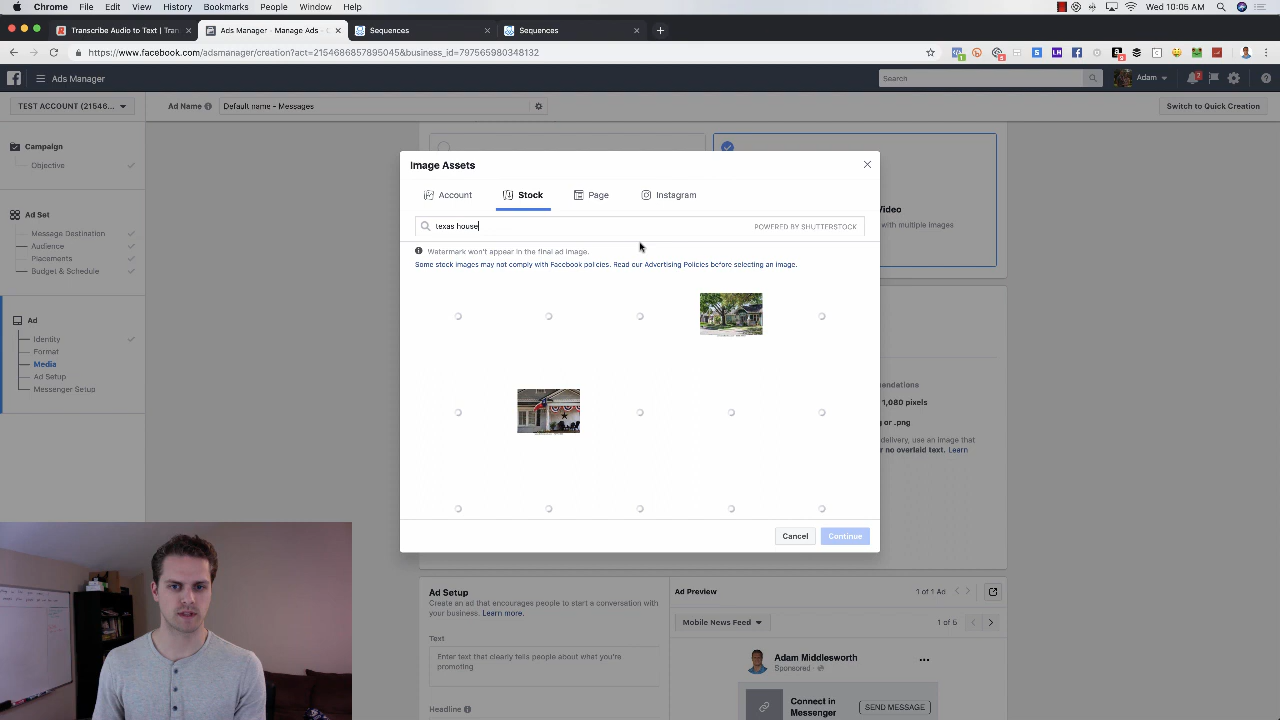 Chrome File Edit View History Bookmarks People Window Help
Wed 10:05 AM
Transcribe Audio to Text | Tran
Ads Manager - Manage Ads - C
Sequences
Sequences
https://www.facebook.com/adsmanager/creation?act=2154686857895045&business_id=797565980348132
Ads Manager
Search
Adam
TEST ACCOUNT (21546...
Ad Name
Default name - Messages
Switch to Quick Creation
Campaign
Objective
Ad Set
Message Destination
Audience
Placements
Budget & Schedule
Ad
Identity
Format
Media
Ad Setup
Messenger Setup
Image Assets
Account
Stock
Page
Instagram
texas house
POWERED BY SHUTTERSTOCK
Watermark won't appear in the final ad image.
Some stock images may not comply with Facebook policies. Read our Advertising Policies before selecting an image.
Cancel
Continue
Video
with multiple images
endations
1,080 pixels
g or .png
delivery, use an image that
r no overlaid text. Learn
Ad Setup
Create an ad that encourages people to start a conversation with
your business. Learn more.
Text
Enter text that clearly tells people about what you're
promoting
Headline
Ad Preview
1 of 1 Ad
Mobile News Feed
1 of 5
Adam Middlesworth
Sponsored
Connect in
Messenger
SEND MESSAGE